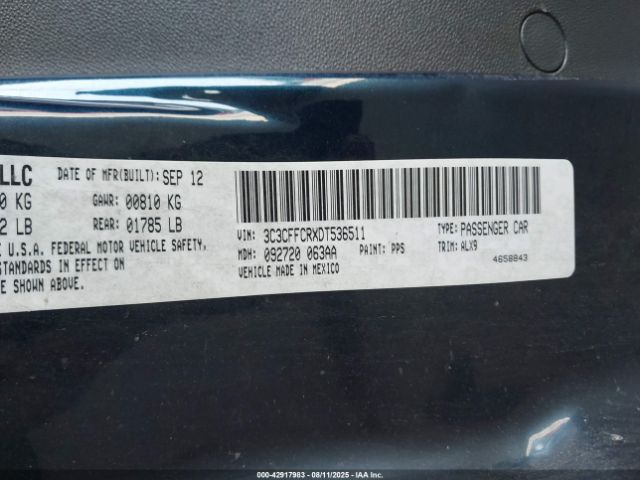 LLC DATE OF MFR(BUILT): SEP 12
0 KG GAWR: 00810 KG
2 LB REAR: 01785 LB
U.S.A. FEDERAL MOTOR VEHICLE SAFETY.
STANDARDS IN EFFECT ON
SHOWN ABOVE.
VIN: 3C3CFFCRXDT536511 TYPE: PASSENGER CAR
MDH: 092720 063AA PAINT: PPS TRIM: ALX9
VEHICLE MADE IN MEXICO 4658843
000-42917983 - 08/11/2025 - IAA Inc.